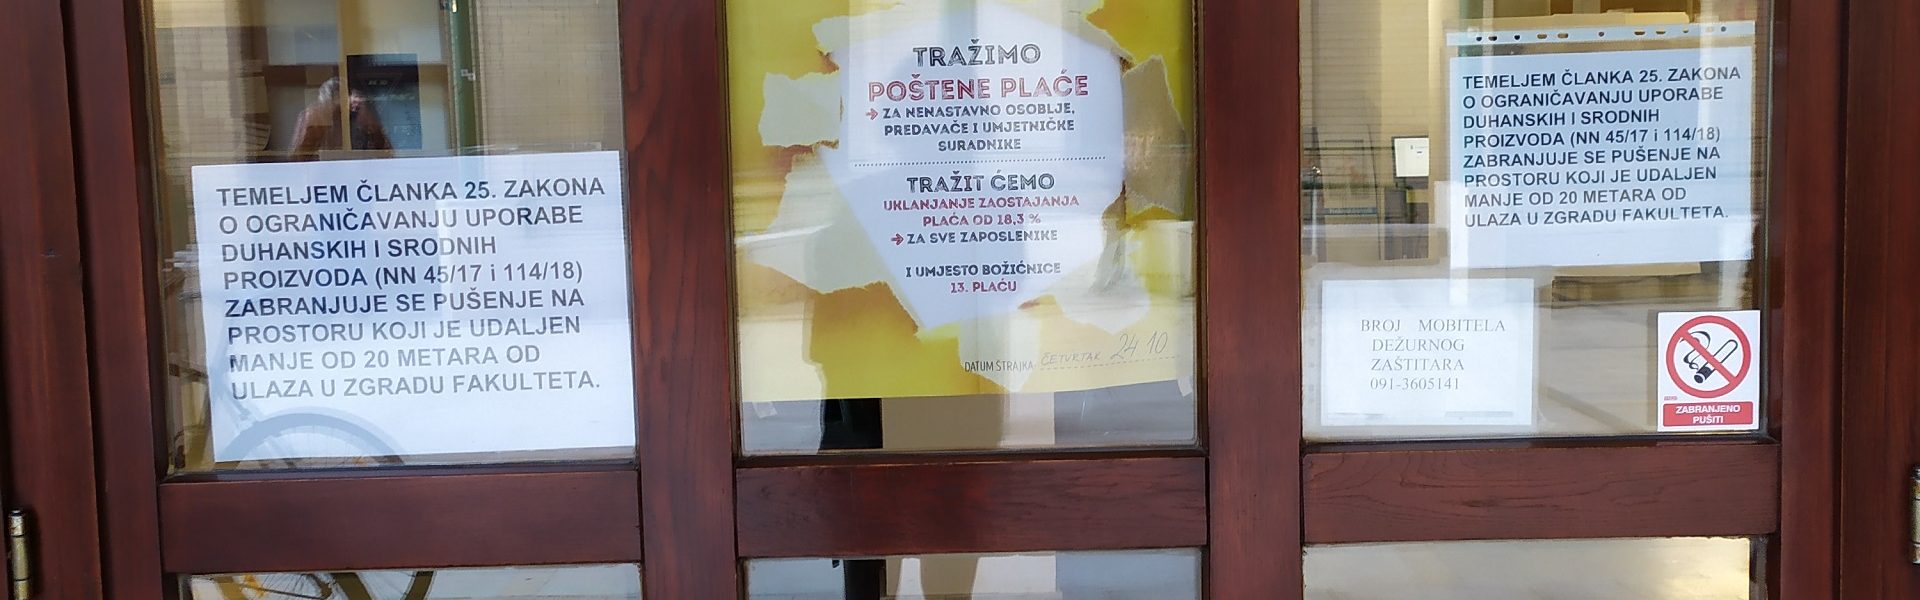 TEMELJEM ČLANKA 25. ZAKONA
O OGRANIČAVANJU UPORABE
DUHANSKIH I SRODNIH
PROIZVODA (NN 45/17 i 114/18)
ZABRANJUJE SE PUŠENJE NA
PROSTORU KOJI JE UDALJEN
MANJE OD 20 METARA OD
ULAZA U ZGRADU FAKULTETA.
TRAŽIMO
POŠTENE PLAĆE
➔ ZA NENASTAVNO OSOBLJE,
PREDAVAČE I UMJETNIČKE
SURADNIKE
TRAŽIT ĆEMO
UKLANJANJE ZAOSTAJANJA
PLAĆA OD 18,3 %
➔ ZA SVE ZAPOSLENIKE
I UMJESTO BOŽIĆNICE
13. PLAĆU
DATUM ŠTRAJKA: ČETVRTAK 24 10
TEMELJEM ČLANKA 25. ZAKONA
O OGRANIČAVANJU UPORABE
DUHANSKIH I SRODNIH
PROIZVODA (NN 45/17 i 114/18)
ZABRANJUJE SE PUŠENJE NA
PROSTORU KOJI JE UDALJEN
MANJE OD 20 METARA OD
ULAZA U ZGRADU FAKULTETA.
BROJ MOBITELA
DEŽURNOG
ZAŠTITARA
091-3605141
ZABRANJENO
PUŠITI